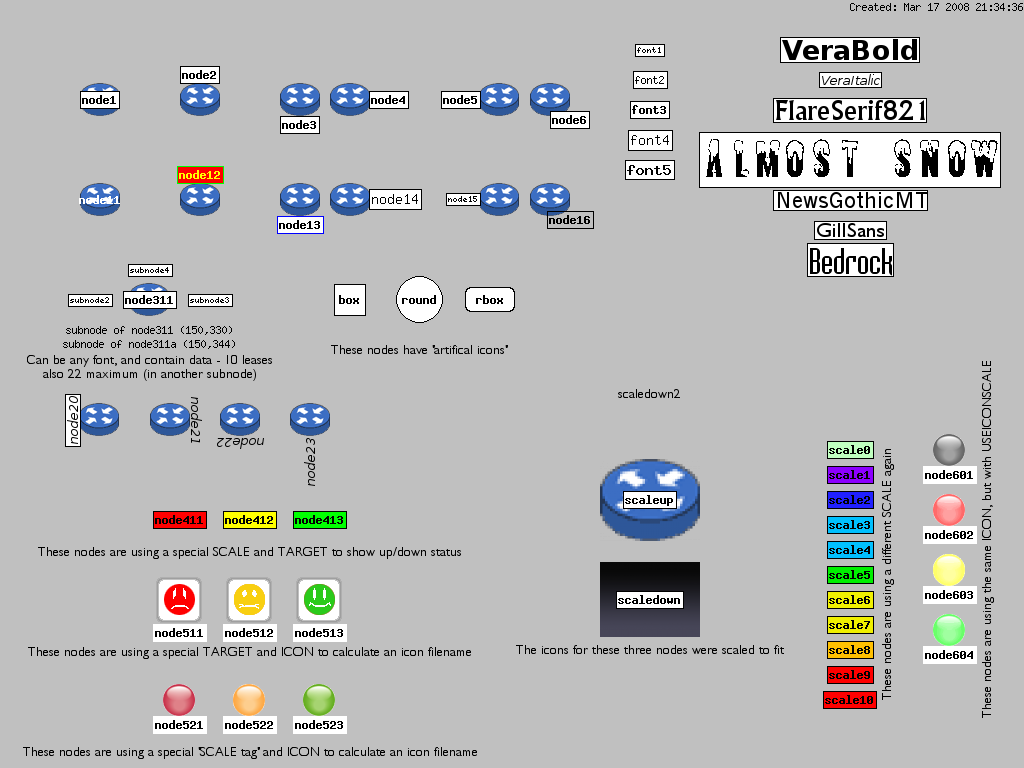 Created: Mar 17 2008 21:34:36
node1
node2
node3
node4
node5
node6
font1
font2
font3
font4
font5
VeraBold
VeraItalic
FlareSerif821
ALMOST SNOW
NewsGothicMT
GillSans
Bedrock
node11
node12
node13
node14
node15
node16
subnode4
subnode2
node311
subnode3
subnode of node311 (150,330)
subnode of node311a (150,344)
Can be any font, and contain data - 10 leases
also 22 maximum (in another subnode)
box
round
rbox
These nodes have "artifical icons"
node20
node21
node22
node23
node411
node412
node413
These nodes are using a special SCALE and TARGET to show up/down status
node511
node512
node513
These nodes are using a special TARGET and ICON to calculate an icon filename
node521
node522
node523
These nodes are using a special "SCALE tag" and ICON to calculate an icon filename
scaledown2
scaleup
scaledown
The icons for these three nodes were scaled to fit
scale0
scale1
scale2
scale3
scale4
scale5
scale6
scale7
scale8
scale9
scale10
These nodes are using a different SCALE again
node601
node602
node603
node604
These nodes are using the same ICON, but with USEICONSCALE